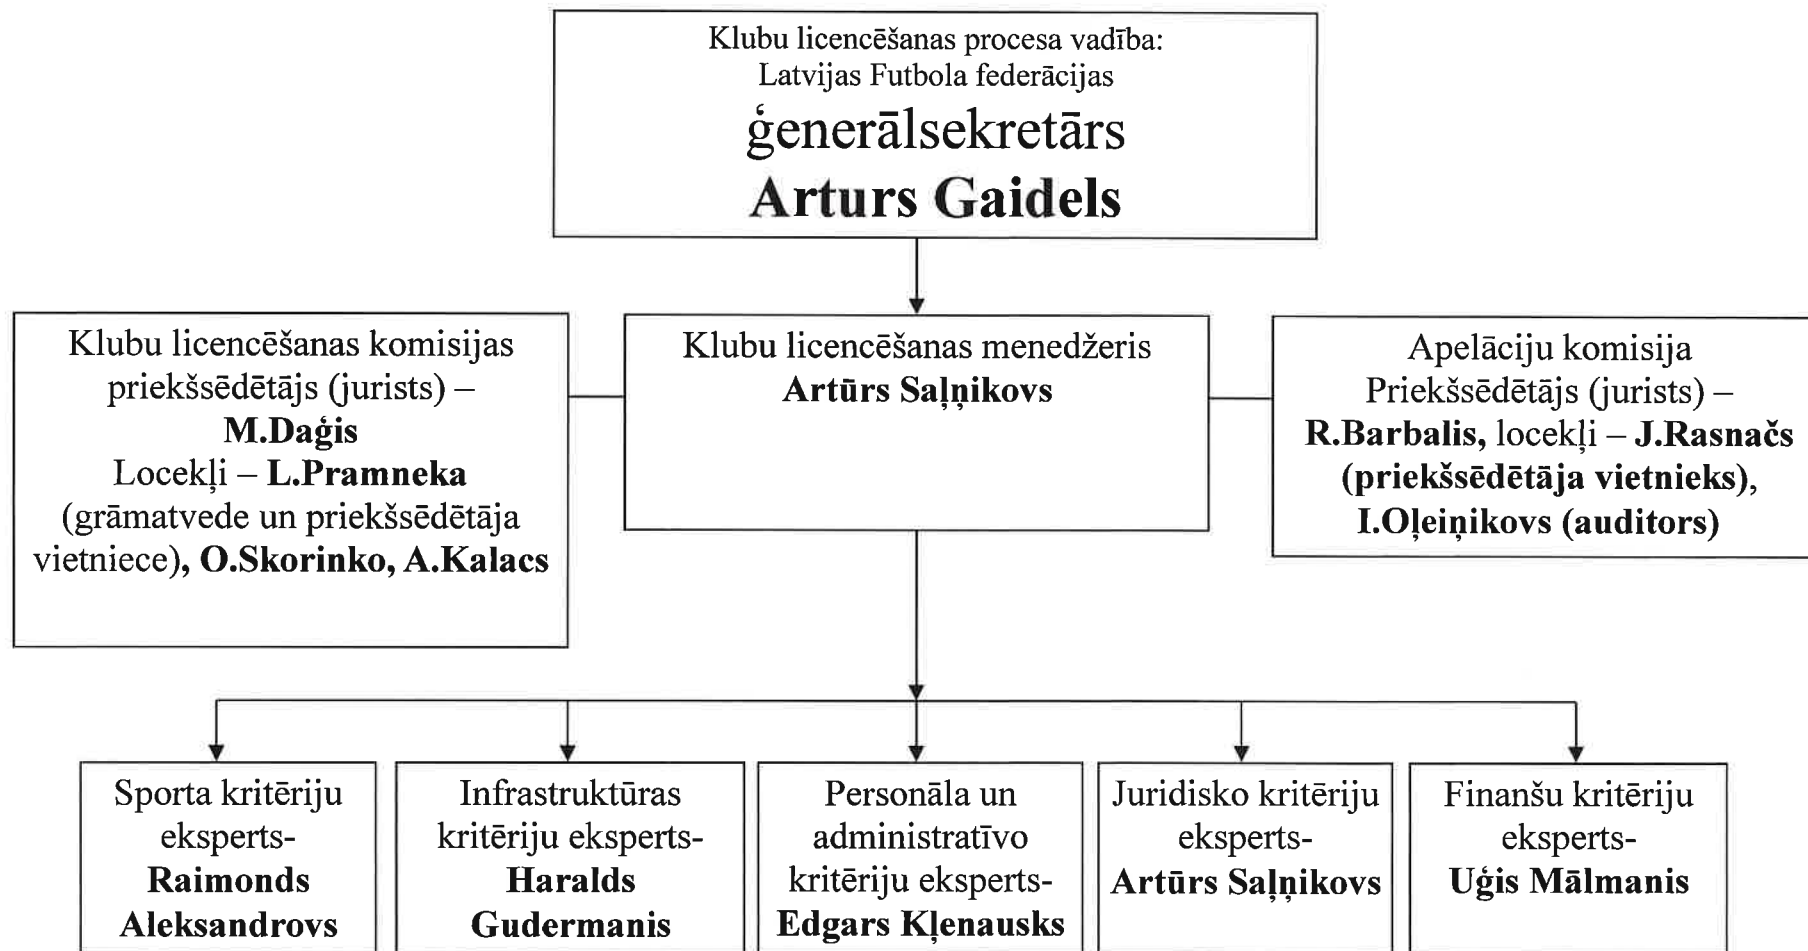 Klubu licencēšanas procesa vadība:
Latvijas Futbola federācijas
ģenerālsekretārs
Arturs Gaidels
Klubu licencēšanas komisijas
priekšsēdētājs (jurists) –
M.Daģis
Locekļi – L.Pramneka
(grāmatvede un priekšsēdētāja
vietniece), O.Skorinko, A.Kalacs
Klubu licencēšanas menedžeris
Artūrs Saļņikovs
Apelāciju komisija
Priekšsēdētājs (jurists) –
R.Barbalis, locekļi – J.Rasnačs
(priekšsēdētāja vietnieks),
I.Oļeiņikovs (auditors)
Sporta kritēriju
eksperts-
Raimonds
Aleksandrovs
Infrastruktūras
kritēriju eksperts-
Haralds
Gudermanis
Personāla un
administratīvo
kritēriju eksperts-
Edgars Kļenausks
Juridisko kritēriju
eksperts-
Artūrs Saļņikovs
Finanšu kritēriju
eksperts-
Uģis Mālmanis